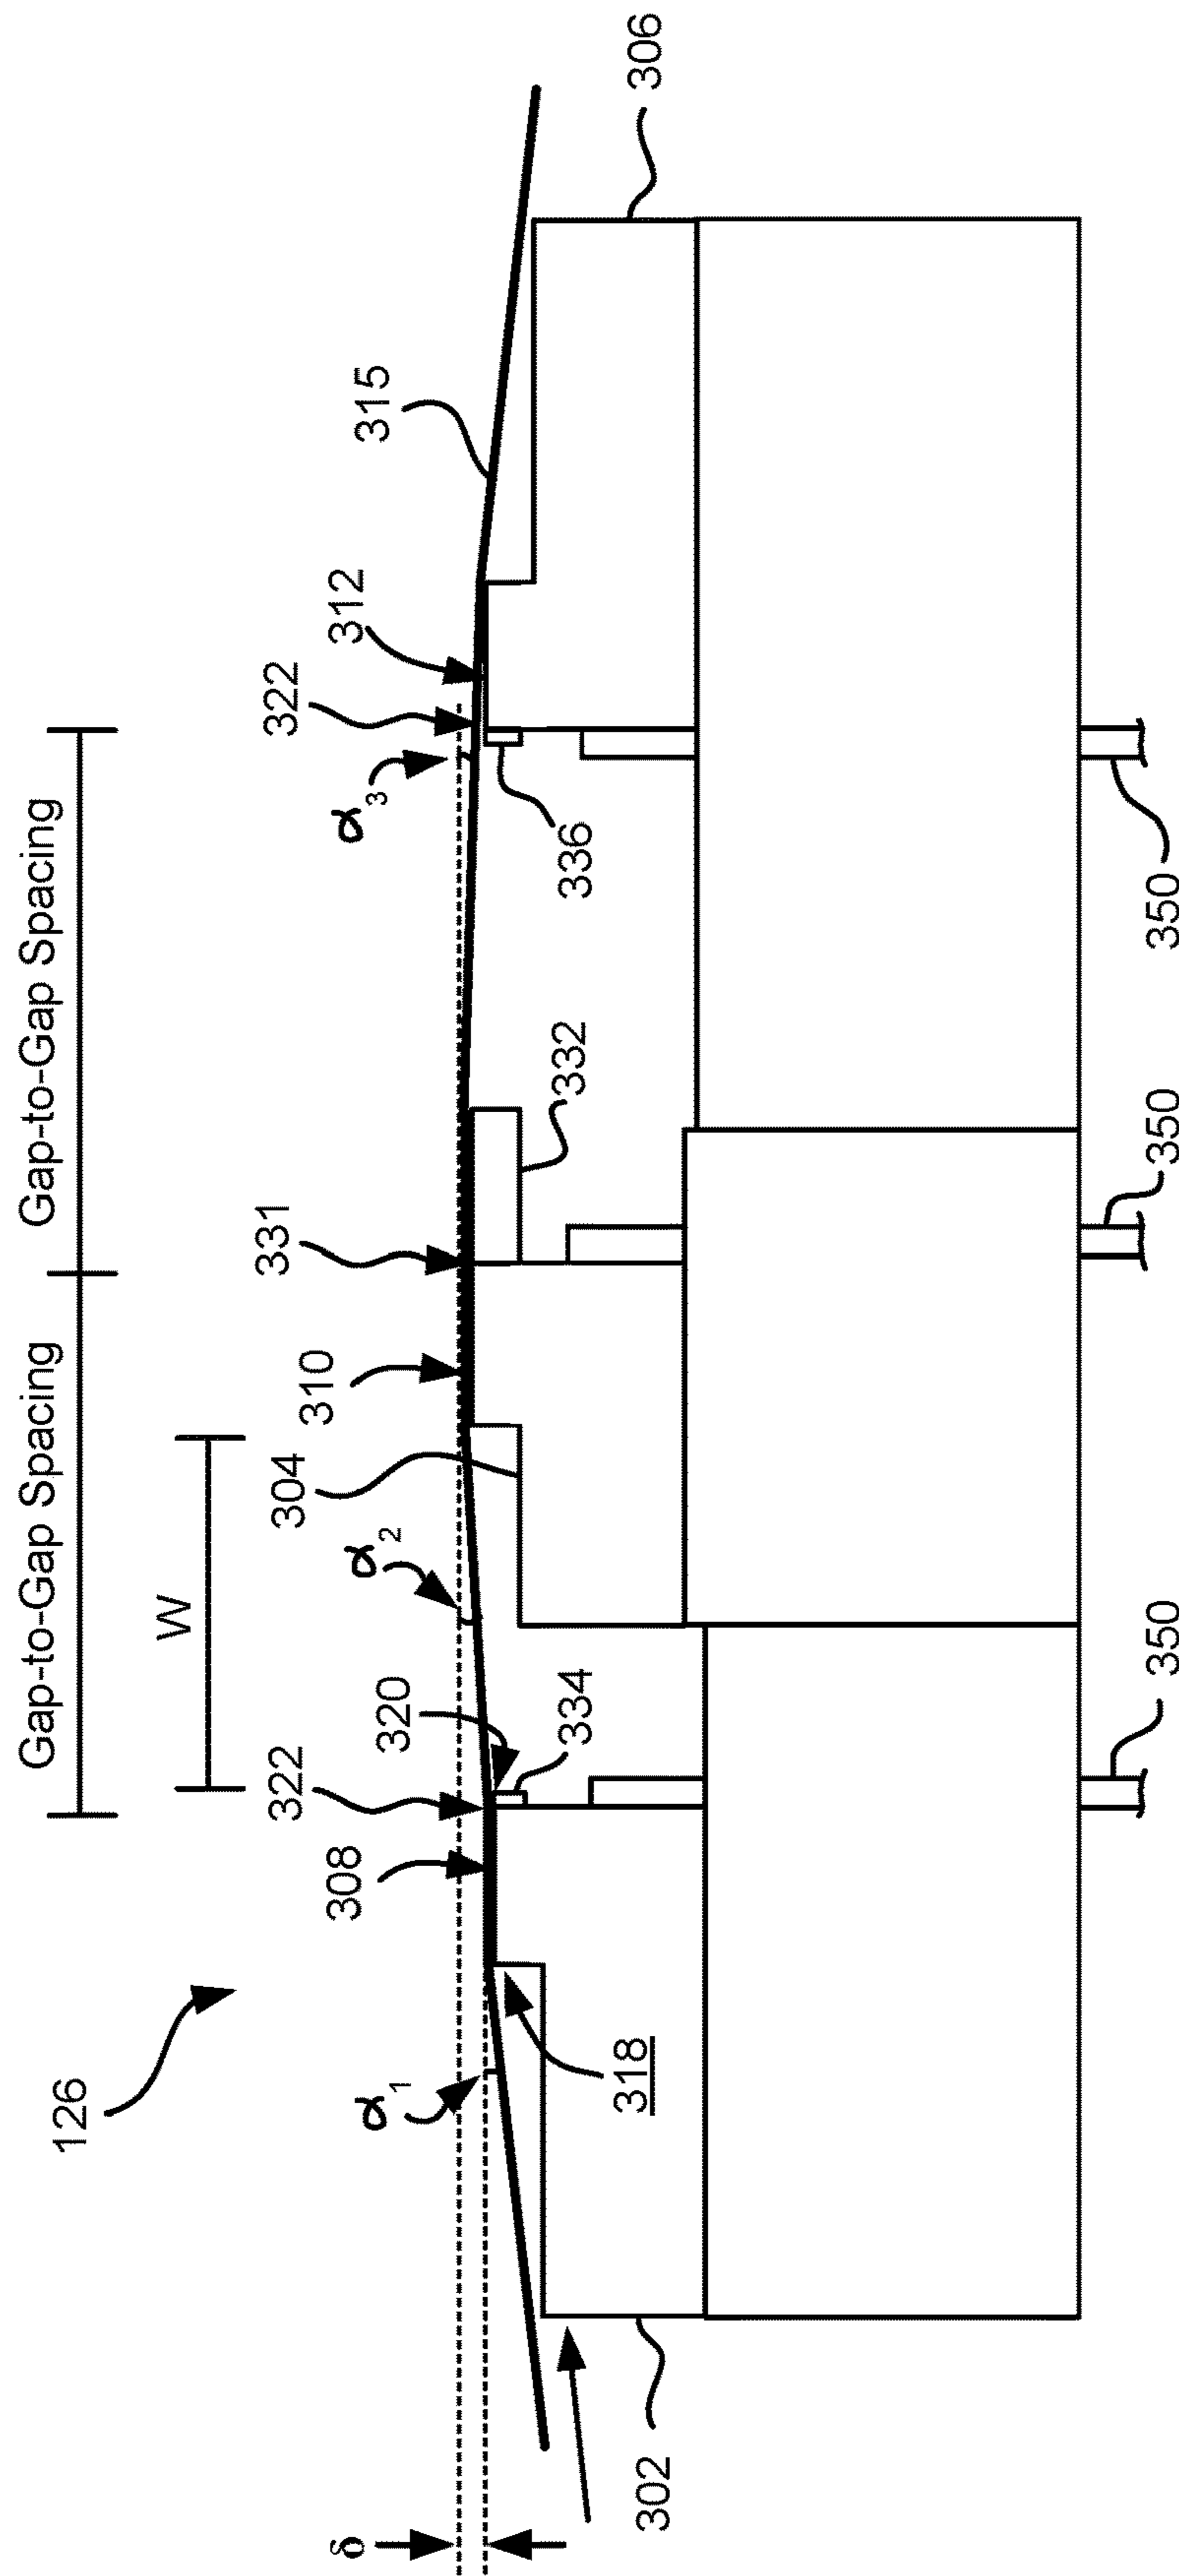 Gap-to-Gap Spacing
Gap-to-Gap Spacing
W
126
δ
α1
308
322
320
α2
304
310
331
332
α3
322
312
315
334
336
318
302
306
350
350
350